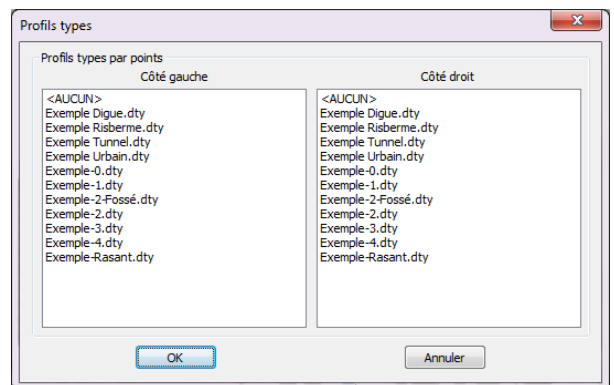 Profils types
Profils types par points
Côté gauche
Côté droit
<AUCUN>
Exemple Digue.dty
Exemple Risberme.dty
Exemple Tunnel.dty
Exemple Urbain.dty
Exemple-0.dty
Exemple-1.dty
Exemple-2-Fossé.dty
Exemple-2.dty
Exemple-3.dty
Exemple-4.dty
Exemple-Rasant.dty
<AUCUN>
Exemple Digue.dty
Exemple Risberme.dty
Exemple Tunnel.dty
Exemple Urbain.dty
Exemple-0.dty
Exemple-1.dty
Exemple-2-Fossé.dty
Exemple-2.dty
Exemple-3.dty
Exemple-4.dty
Exemple-Rasant.dty
OK
Annuler